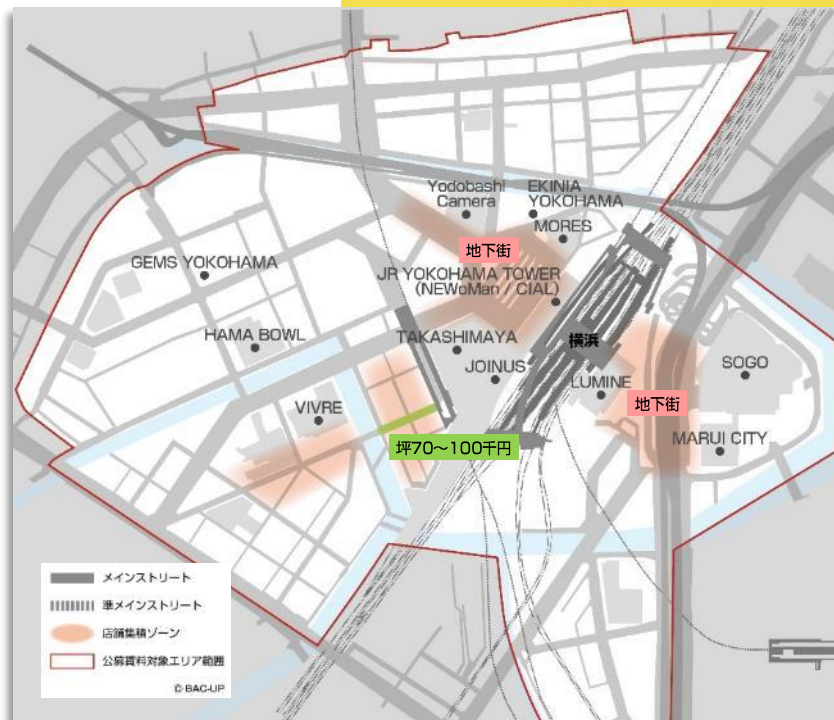 Yodobashi
Camera
EKINIA
YOKOHAMA
MORES
地下街
GEMS YOKOHAMA
JR YOKOHAMA TOWER
(NEWoMan / CIAL)
HAMA BOWL
TAKASHIMAYA
横浜
JOINUS
LUMINE
SOGO
VIVRE
地下街
MARUI CITY
坪70～100千円
メインストリート
準メインストリート
店舗集積ゾーン
公募賃料対象エリア範囲
© BAC-UP